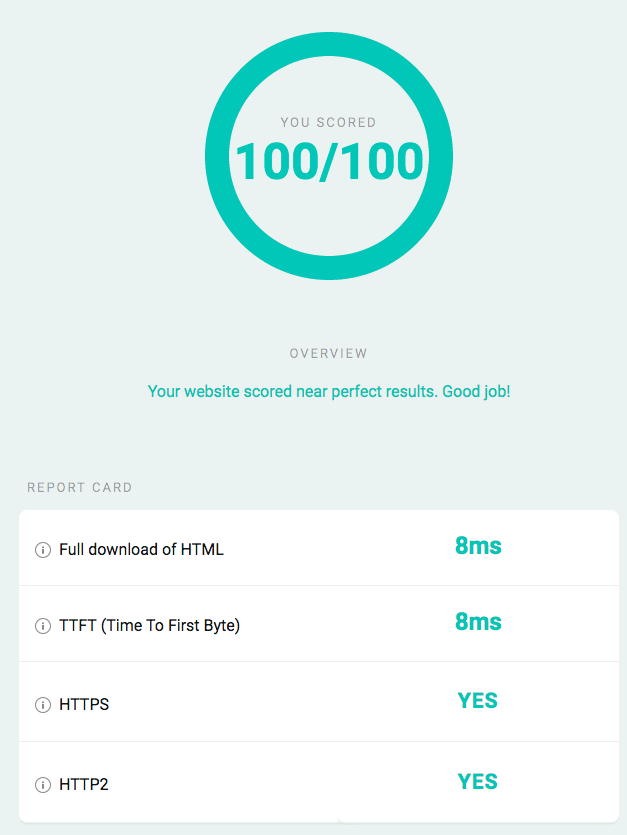 YOU SCORED
100/100
OVERVIEW
Your website scored near perfect results. Good job!
REPORT CARD
Full download of HTML 8ms
TTFT (Time To First Byte) 8ms
HTTPS YES
HTTP2 YES